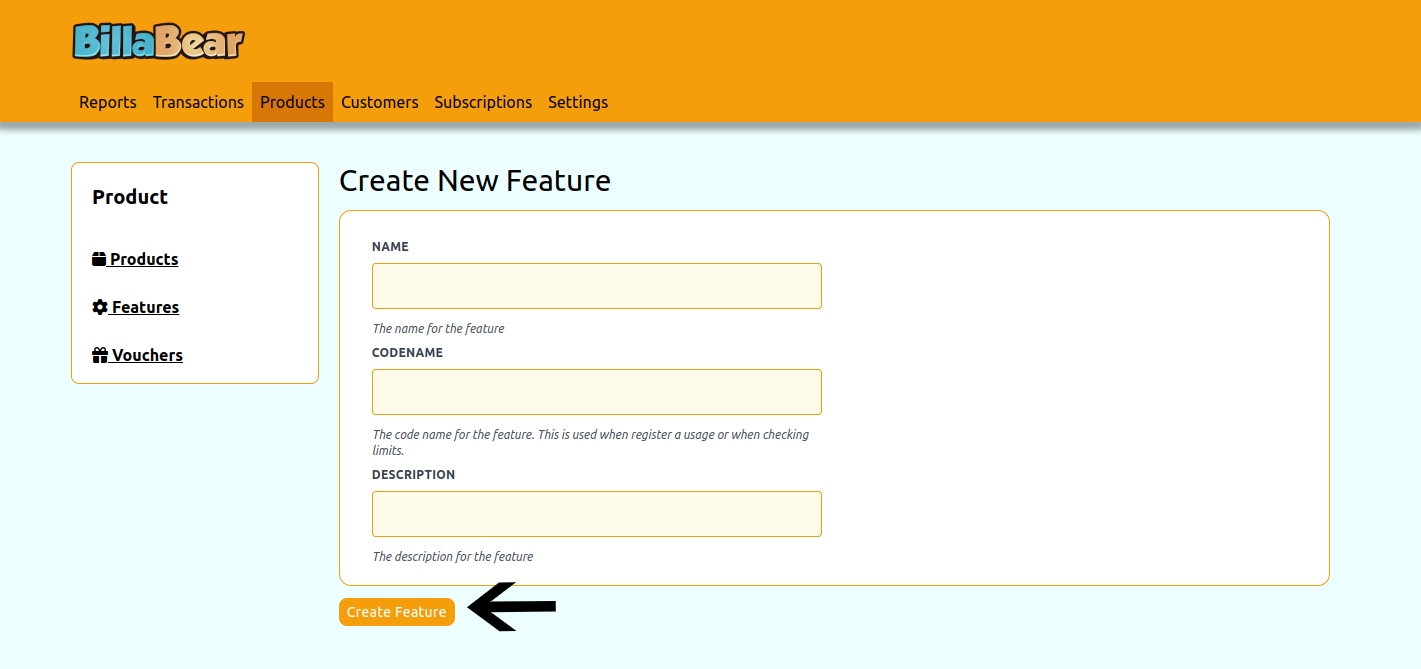 BillaBear
Reports Transactions Products Customers Subscriptions Settings
Product
Products
Features
Vouchers
Create New Feature
NAME
The name for the feature
CODENAME
The code name for the feature. This is used when register a usage or when checking
limits.
DESCRIPTION
The description for the feature
Create Feature